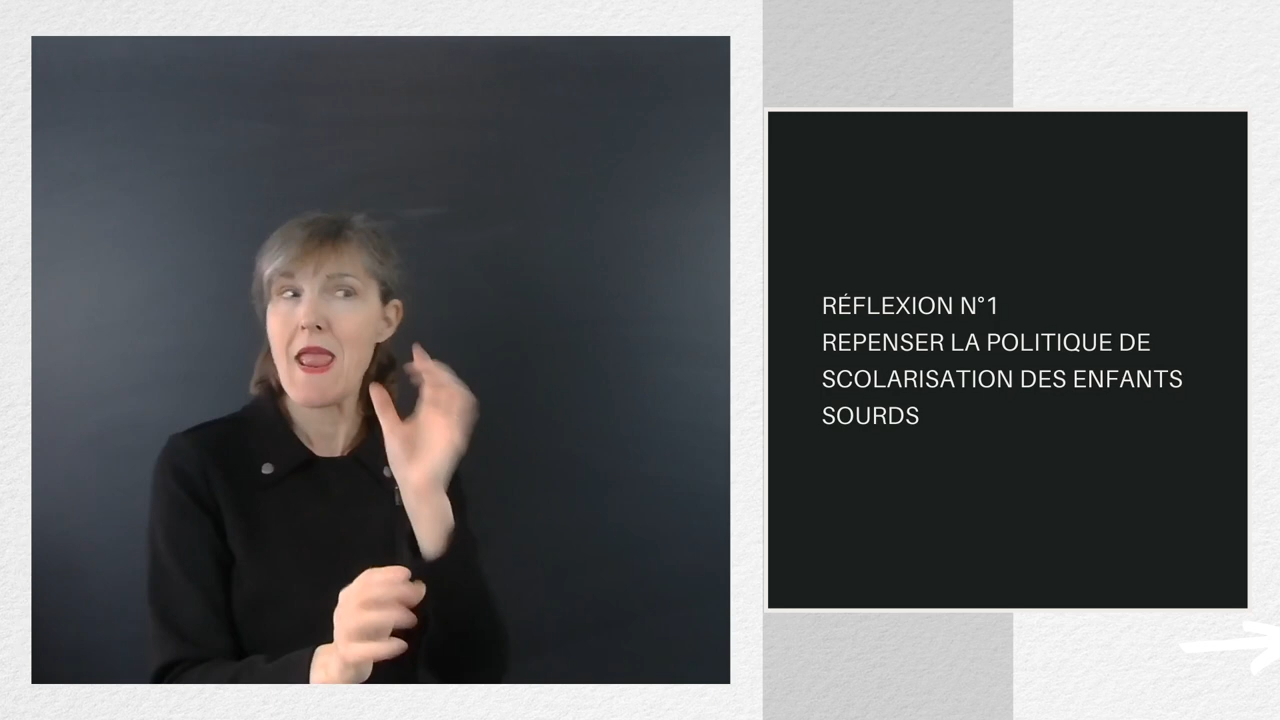 RÉFLEXION N°1
REPENSER LA POLITIQUE DE
SCOLARISATION DES ENFANTS
SOURDS